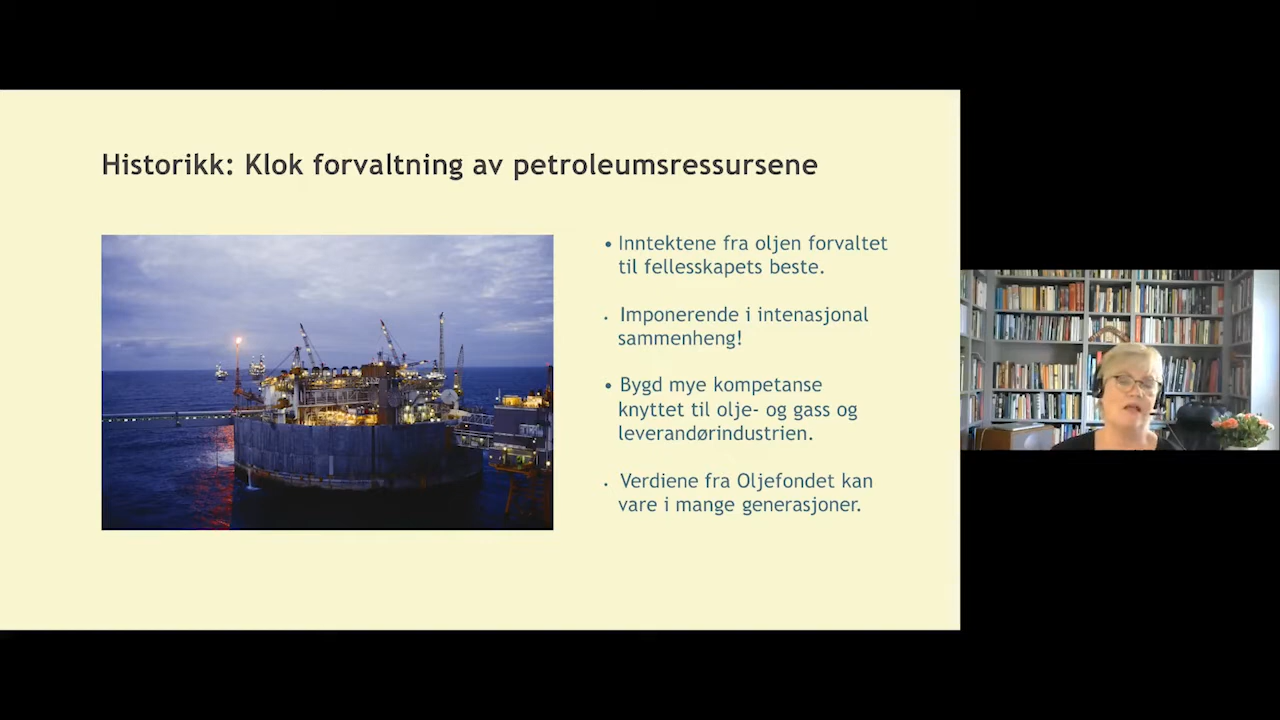 Historikk: Klok forvaltning av petroleumsressursene
• Inntektene fra oljen forvaltet
til fellesskapets beste.
• Imponerende i intenasjonal
sammenheng!
• Bygd mye kompetanse
knyttet til olje- og gass og
leverandørindustrien.
• Verdiene fra Oljefondet kan
vare i mange generasjoner.